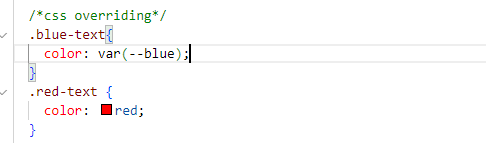 /*css overriding*/
.blue-text{
color: var(--blue);
}
.red-text {
color: red;
}